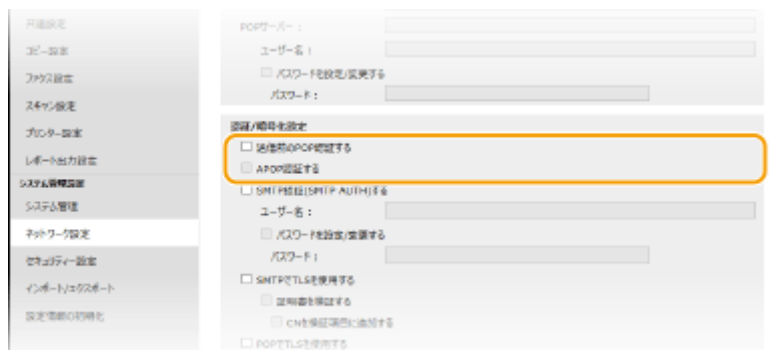 共通設定
コピー設定
ファクス設定
スキャン設定
プリンター設定
レポート出力設定
システム管理設定
システム管理
ネットワーク設定
セキュリティー設定
インポート/エクスポート
設定情報の初期化
POPサーバー：
ユーザー名：
パスワードを設定/変更する
パスワード：
認証/暗号化設定
送信前のPOP認証する
APOP認証する
SMTP認証(SMTP AUTH)する
ユーザー名：
パスワードを設定/変更する
パスワード：
SMTPでTLSを使用する
証明書を検証する
CNを検証項目に追加する
POPでTLSを使用する